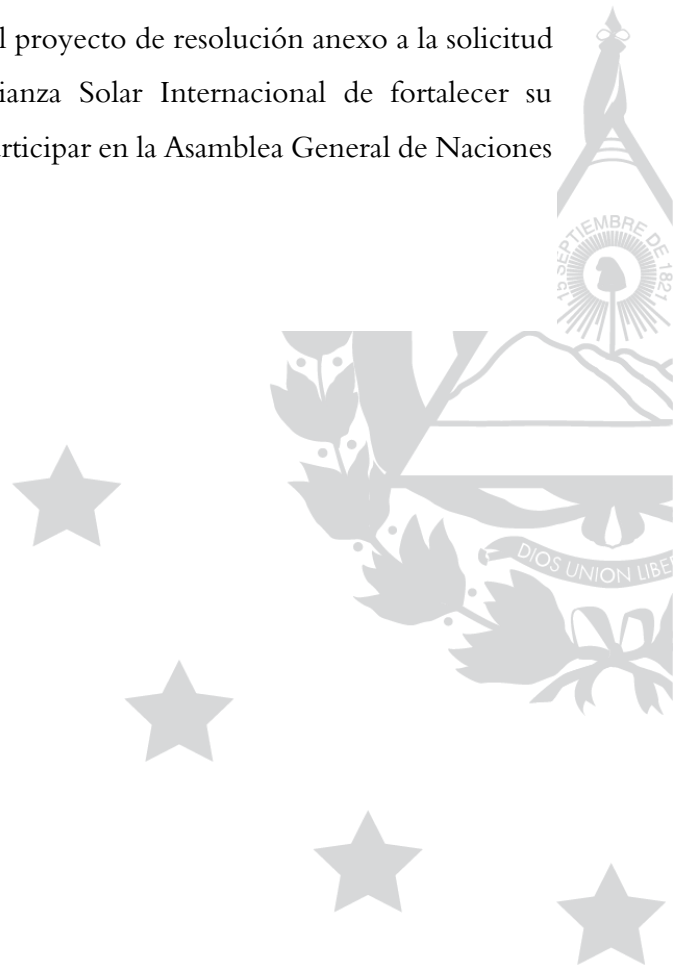 l proyecto de resolución anexo a la solicitud
ianza Solar Internacional de fortalecer su
articipar en la Asamblea General de Naciones
15 SEPTIEMBRE DE 1821
DIOS UNION LIBE